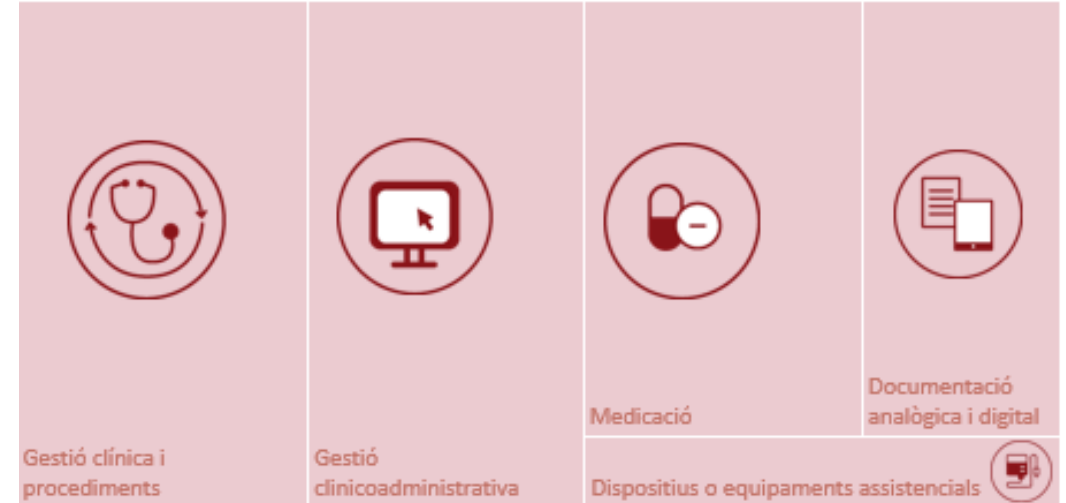 Gestió clínica i
procediments
Gestió
clinicoadministrativa
Medicació
Documentació
analògica i digital
Dispositius o equipaments assistencials